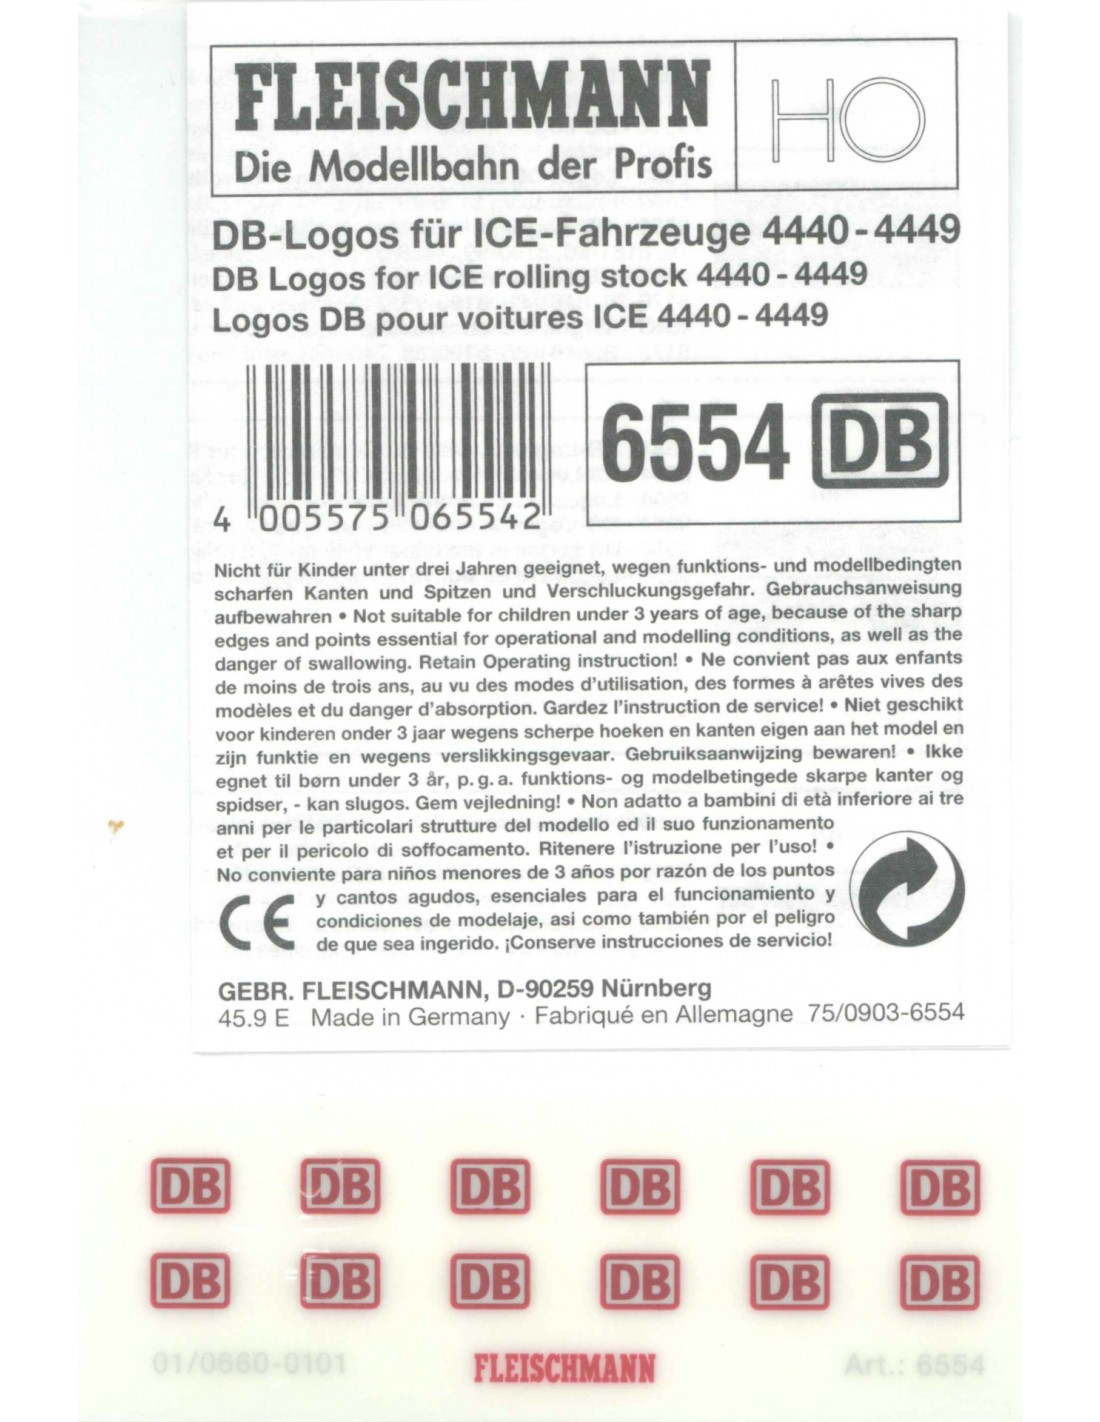 FLEISCHMANN
Die Modellbahn der Profis
HO
DB-Logos für ICE-Fahrzeuge 4440 - 4449
DB Logos for ICE rolling stock 4440 - 4449
Logos DB pour voitures ICE 4440 - 4449
4 005575 065542
6554 DB
Nicht für Kinder unter drei Jahren geeignet, wegen funktions- und modellbedingten
scharfen Kanten und Spitzen und Verschluckungsgefahr. Gebrauchsanweisung
aufbewahren • Not suitable for children under 3 years of age, because of the sharp
edges and points essential for operational and modelling conditions, as well as the
danger of swallowing. Retain Operating instruction! • Ne convient pas aux enfants
de moins de trois ans, au vu des modes d'utilisation, des formes à arêtes vives des
modèles et du danger d'absorption. Gardez l'instruction de service! • Niet geschikt
voor kinderen onder 3 jaar wegens scherpe hoeken en kanten eigen aan het model en
zijn funktie en wegens verslikkingsgevaar. Gebruiksaanwijzing bewaren! • Ikke
egnet til børn under 3 år, p. g. a. funktions- og modelbetingede skarpe kanter og
spidser, - kan slugos. Gem vejledning! • Non adatto a bambini di età inferiore ai tre
anni per le particolari strutture del modello ed il suo funzionamento
et per il pericolo di soffocamento. Ritenere l'istruzione per l'uso! •
No conviente para niños menores de 3 años por razón de los puntos
y cantos agudos, esenciales para el funcionamiento y
condiciones de modelaje, asi como también por el peligro
de que sea ingerido. ¡Conserve instrucciones de servicio!
CE
GEBR. FLEISCHMANN, D-90259 Nürnberg
45.9 E Made in Germany · Fabriqué en Allemagne 75/0903-6554
DB DB DB DB DB DB
DB DB DB DB DB DB
01/0660-0101 FLEISCHMANN Art.: 6554